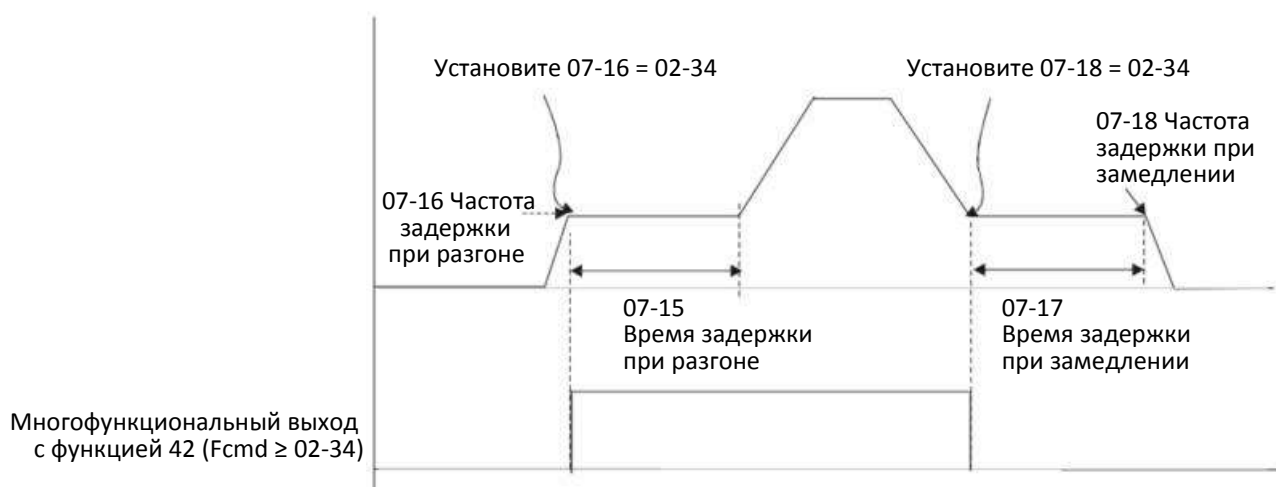 Установите 07-16 = 02-34
Установите 07-18 = 02-34
07-18 Частота
задержки при
замедлении
07-16 Частота
задержки
при разгоне
07-15
Время задержки
при разгоне
07-17
Время задержки
при замедлении
Многофункциональный выход
с функцией 42 (Fcmd ≥ 02-34)